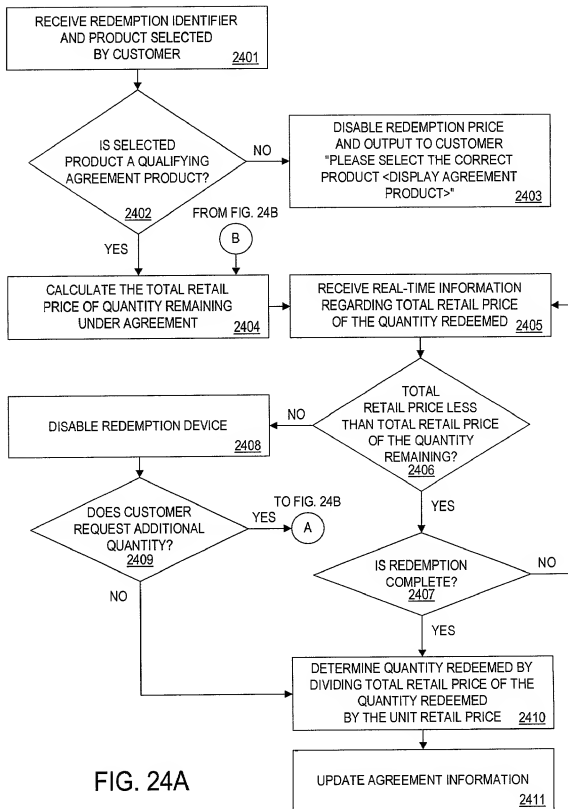 RECEIVE REDEMPTION IDENTIFIER
AND PRODUCT SELECTED
BY CUSTOMER
2401
IS SELECTED
PRODUCT A QUALIFYING
AGREEMENT PRODUCT?
2402
NO
YES
DISABLE REDEMPTION PRICE
AND OUTPUT TO CUSTOMER
"PLEASE SELECT THE CORRECT
PRODUCT <DISPLAY AGREEMENT
PRODUCT>"
2403
FROM FIG. 24B
B
CALCULATE THE TOTAL RETAIL
PRICE OF QUANTITY REMAINING
UNDER AGREEMENT
2404
RECEIVE REAL-TIME INFORMATION
REGARDING TOTAL RETAIL PRICE
OF THE QUANTITY REDEEMED
2405
TOTAL
RETAIL PRICE LESS
THAN TOTAL RETAIL PRICE
OF THE QUANTITY
REMAINING?
2406
NO
YES
DISABLE REDEMPTION DEVICE
2408
DOES CUSTOMER
REQUEST ADDITIONAL
QUANTITY?
2409
YES
TO FIG. 24B
A
NO
IS REDEMPTION
COMPLETE?
2407
NO
YES
DETERMINE QUANTITY REDEEMED BY
DIVIDING TOTAL RETAIL PRICE OF THE
QUANTITY REDEEMED
BY THE UNIT RETAIL PRICE
2410
UPDATE AGREEMENT INFORMATION
2411
FIG. 24A